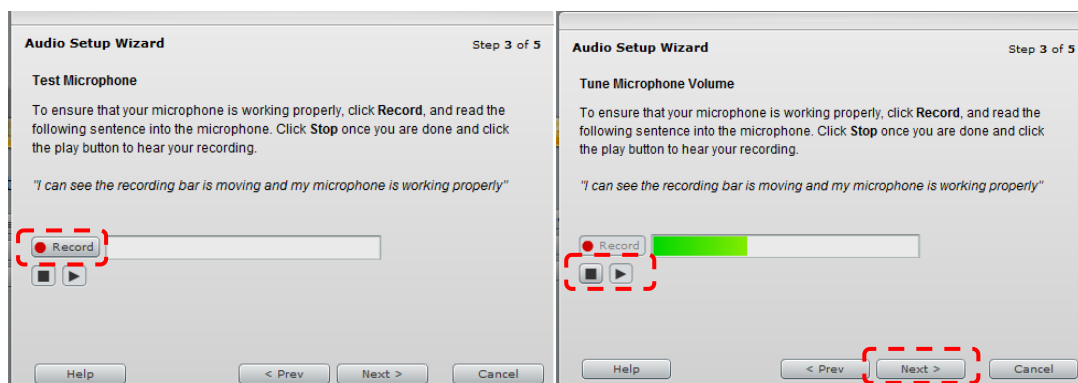 Audio Setup Wizard
Step 3 of 5
Test Microphone
To ensure that your microphone is working properly, click Record, and read the
following sentence into the microphone. Click Stop once you are done and click
the play button to hear your recording.
"I can see the recording bar is moving and my microphone is working properly"
Record
Help
< Prev
Next >
Cancel
Audio Setup Wizard
Step 3 of 5
Tune Microphone Volume
To ensure that your microphone is working properly, click Record, and read the
following sentence into the microphone. Click Stop once you are done and click
the play button to hear your recording.
"I can see the recording bar is moving and my microphone is working properly"
Record
Help
< Prev
Next >
Cancel